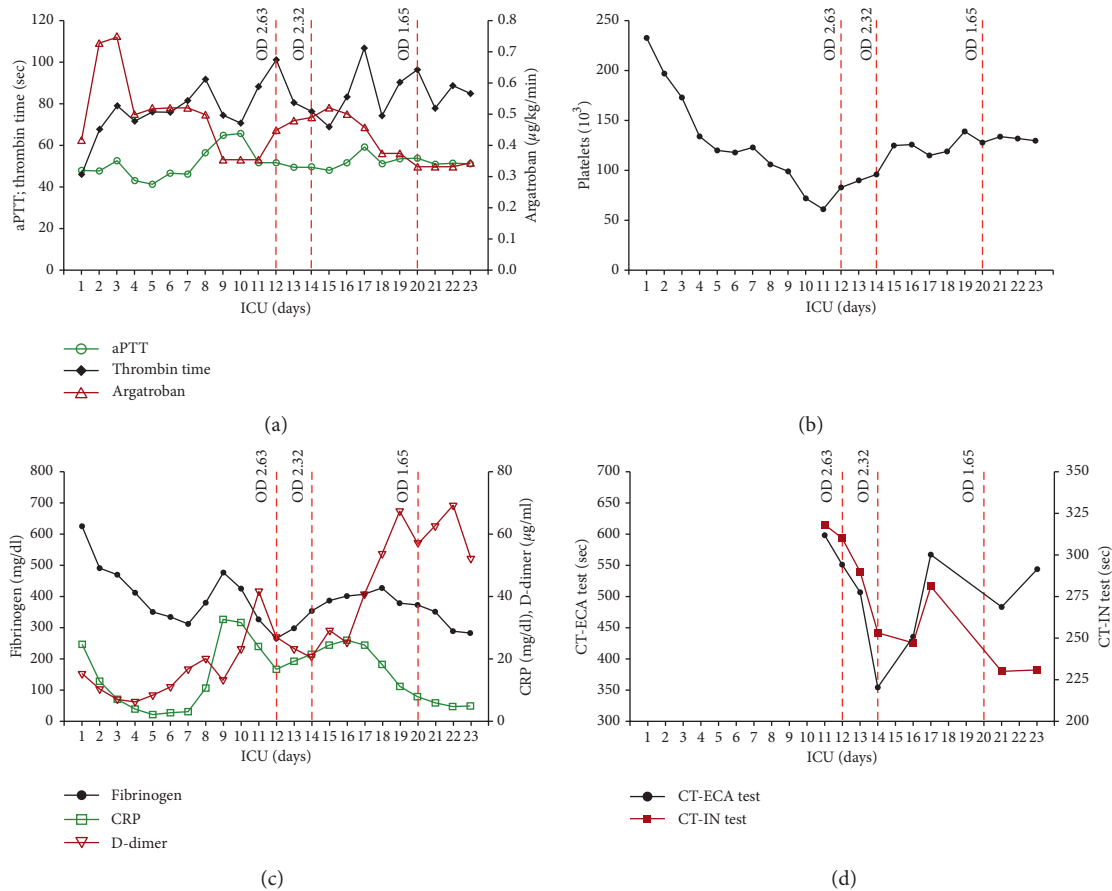 OD 2.63
OD 2.32
OD 1.65
120
100
80
60
40
20
0
aPTT; thrombin time (sec)
0.8
0.7
0.6
0.5
0.4
0.3
0.2
0.1
0.0
Argatroban (μg/kg/min)
1 2 3 4 5 6 7 8 9 10 11 12 13 14 15 16 17 18 19 20 21 22 23
ICU (days)
aPTT
Thrombin time
Argatroban
(a)
OD 2.63
OD 2.32
OD 1.65
250
200
150
100
50
0
Platelets (10³)
1 2 3 4 5 6 7 8 9 10 11 12 13 14 15 16 17 18 19 20 21 22 23
ICU (days)
(b)
OD 2.63
OD 2.32
OD 1.65
800
700
600
500
400
300
200
100
0
Fibrinogen (mg/dl)
80
60
40
20
0
CRP (mg/dl), D-dimer (μg/ml)
1 2 3 4 5 6 7 8 9 10 11 12 13 14 15 16 17 18 19 20 21 22 23
ICU (days)
Fibrinogen
CRP
D-dimer
(c)
OD 2.63
OD 2.32
OD 1.65
700
650
600
550
500
450
400
350
300
CT-ECA test (sec)
350
320
300
280
250
220
200
CT-IN test (sec)
1 2 3 4 5 6 7 8 9 10 11 12 13 14 15 16 17 18 19 20 21 22 23
ICU (days)
CT-ECA test
CT-IN test
(d)